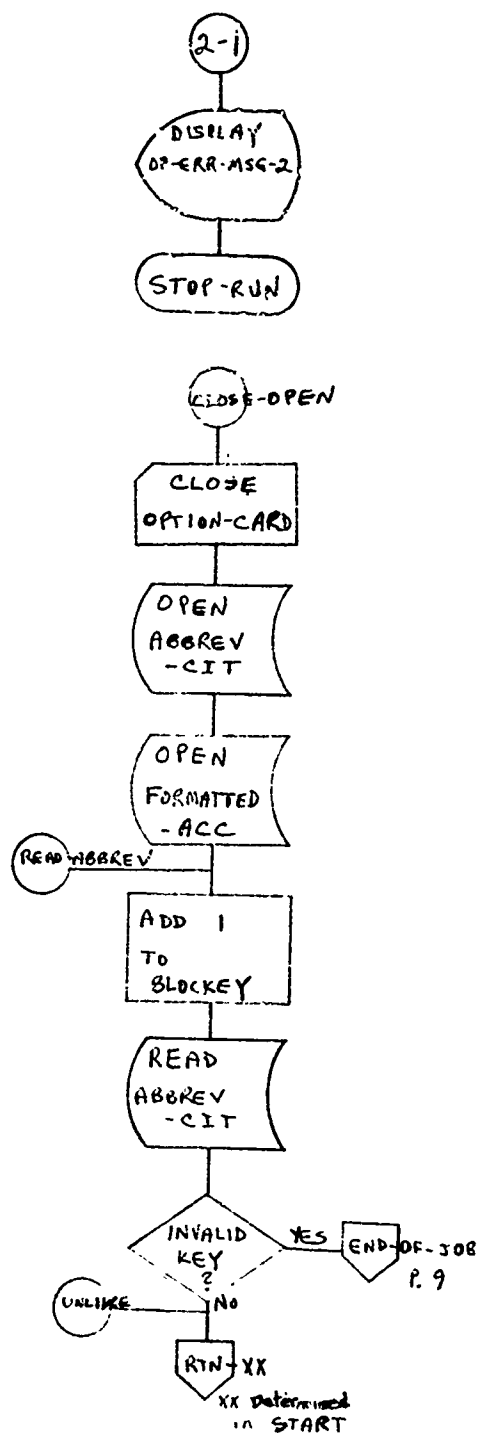 2-1
DISPLAY
OP-ERR-MSG-2
STOP-RUN
CLOSE-OPEN
CLOSE
OPTION-CARD
OPEN
ABBREV
-CIT
OPEN
FORMATTED
-ACC
READ ABBREV
ADD 1
TO
BLOCKEY
READ
ABBREV
-CIT
INVALID
KEY
?
YES
END-OF-JOB
P. 9
NO
RTN-XX
XX Determined
in START